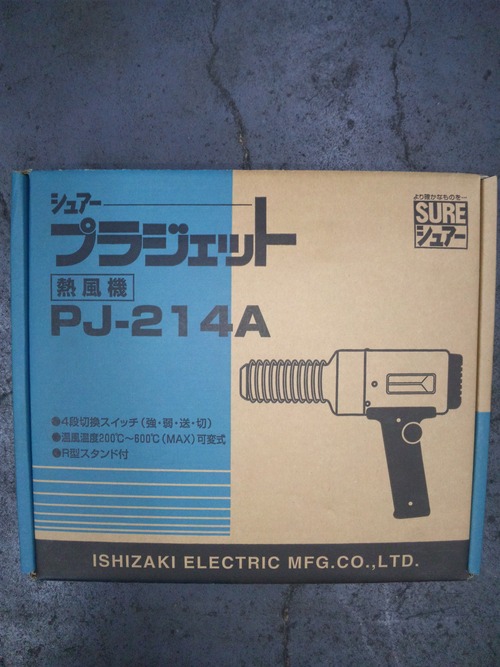 シュアー
プラジェット
熱風機
PJ-214A
より確かなものを…
SURE
シュアー
●4段切換スイッチ(強・弱・送・切)
●温風温度200℃～600℃(MAX)可変式
●R型スタンド付
ISHIZAKI ELECTRIC MFG.CO.,LTD.